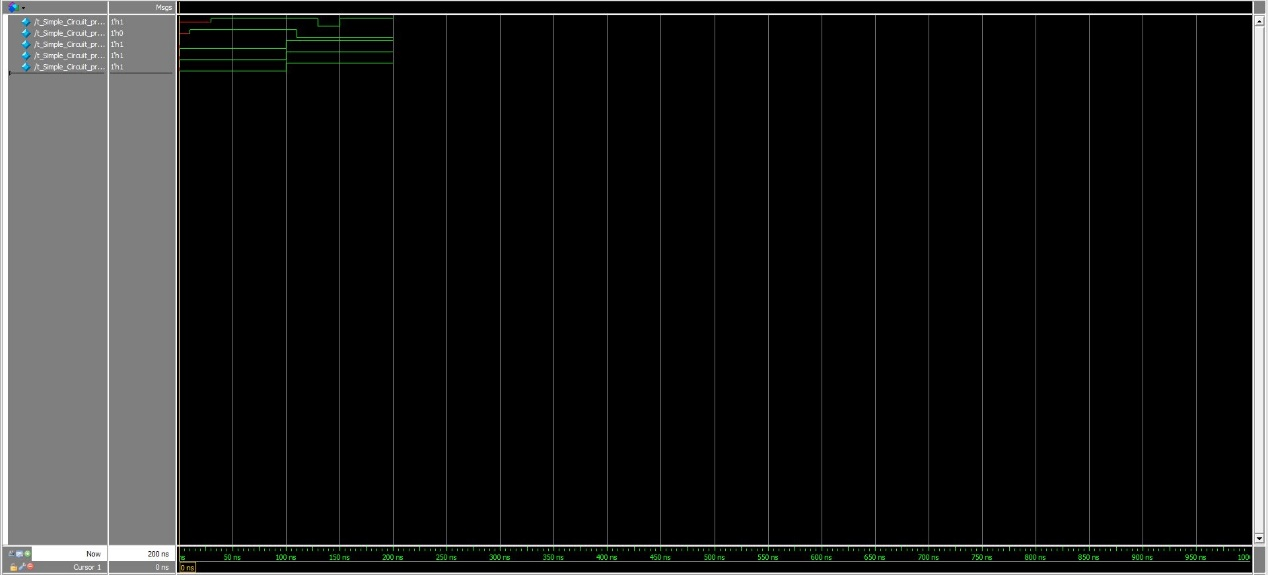 Msgs
/t_Simple_Circuit_pr... 1'h1
/t_Simple_Circuit_pr... 1'h0
/t_Simple_Circuit_pr... 1'h1
/t_Simple_Circuit_pr... 1'h1
/t_Simple_Circuit_pr... 1'h1
Now 200 ns ns 50 ns 100 ns 150 ns 200 ns 250 ns 300 ns 350 ns 400 ns 450 ns 500 ns 550 ns 600 ns 650 ns 700 ns 750 ns 800 ns 850 ns 900 ns 950 ns 1000
Cursor 1 0 ns 0 ns